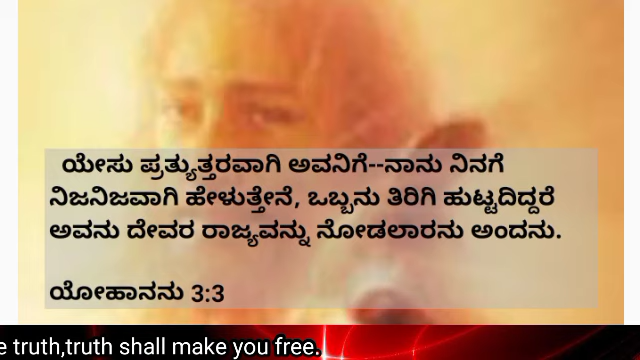 ಯೇಸು ಪ್ರತ್ಯುತ್ತರವಾಗಿ ಅವನಿಗೆ--ನಾನು ನಿನಗೆ
ನಿಜನಿಜವಾಗಿ ಹೇಳುತ್ತೇನೆ, ಒಬ್ಬನು ತಿರಿಗಿ ಹುಟ್ಟದಿದ್ದರೆ
ಅವನು ದೇವರ ರಾಜ್ಯವನ್ನು ನೋಡಲಾರನು ಅಂದನು.
ಯೋಹಾನನು 3:3
e truth,truth shall make you free.